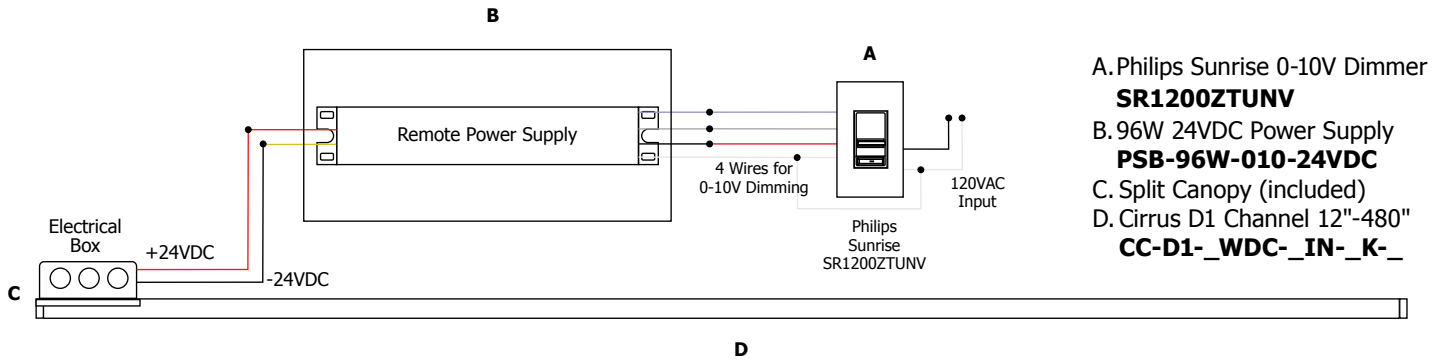 B
A
Remote Power Supply
4 Wires for
0-10V Dimming
120VAC
Input
Philips
Sunrise
SR1200ZTUNV
Electrical
Box
+24VDC
-24VDC
C
D
A. Philips Sunrise 0-10V Dimmer
SR1200ZTUNV
B. 96W 24VDC Power Supply
PSB-96W-010-24VDC
C. Split Canopy (included)
D. Cirrus D1 Channel 12"-480"
CC-D1-_WDC-_IN-_K-_